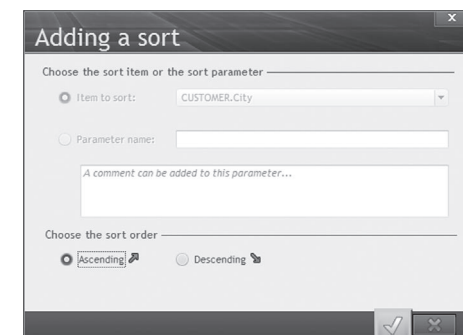 Adding a sort
Choose the sort item or the sort parameter
Item to sort: CUSTOMER.City
Parameter name:
A comment can be added to this parameter...
Choose the sort order
Ascending Descending